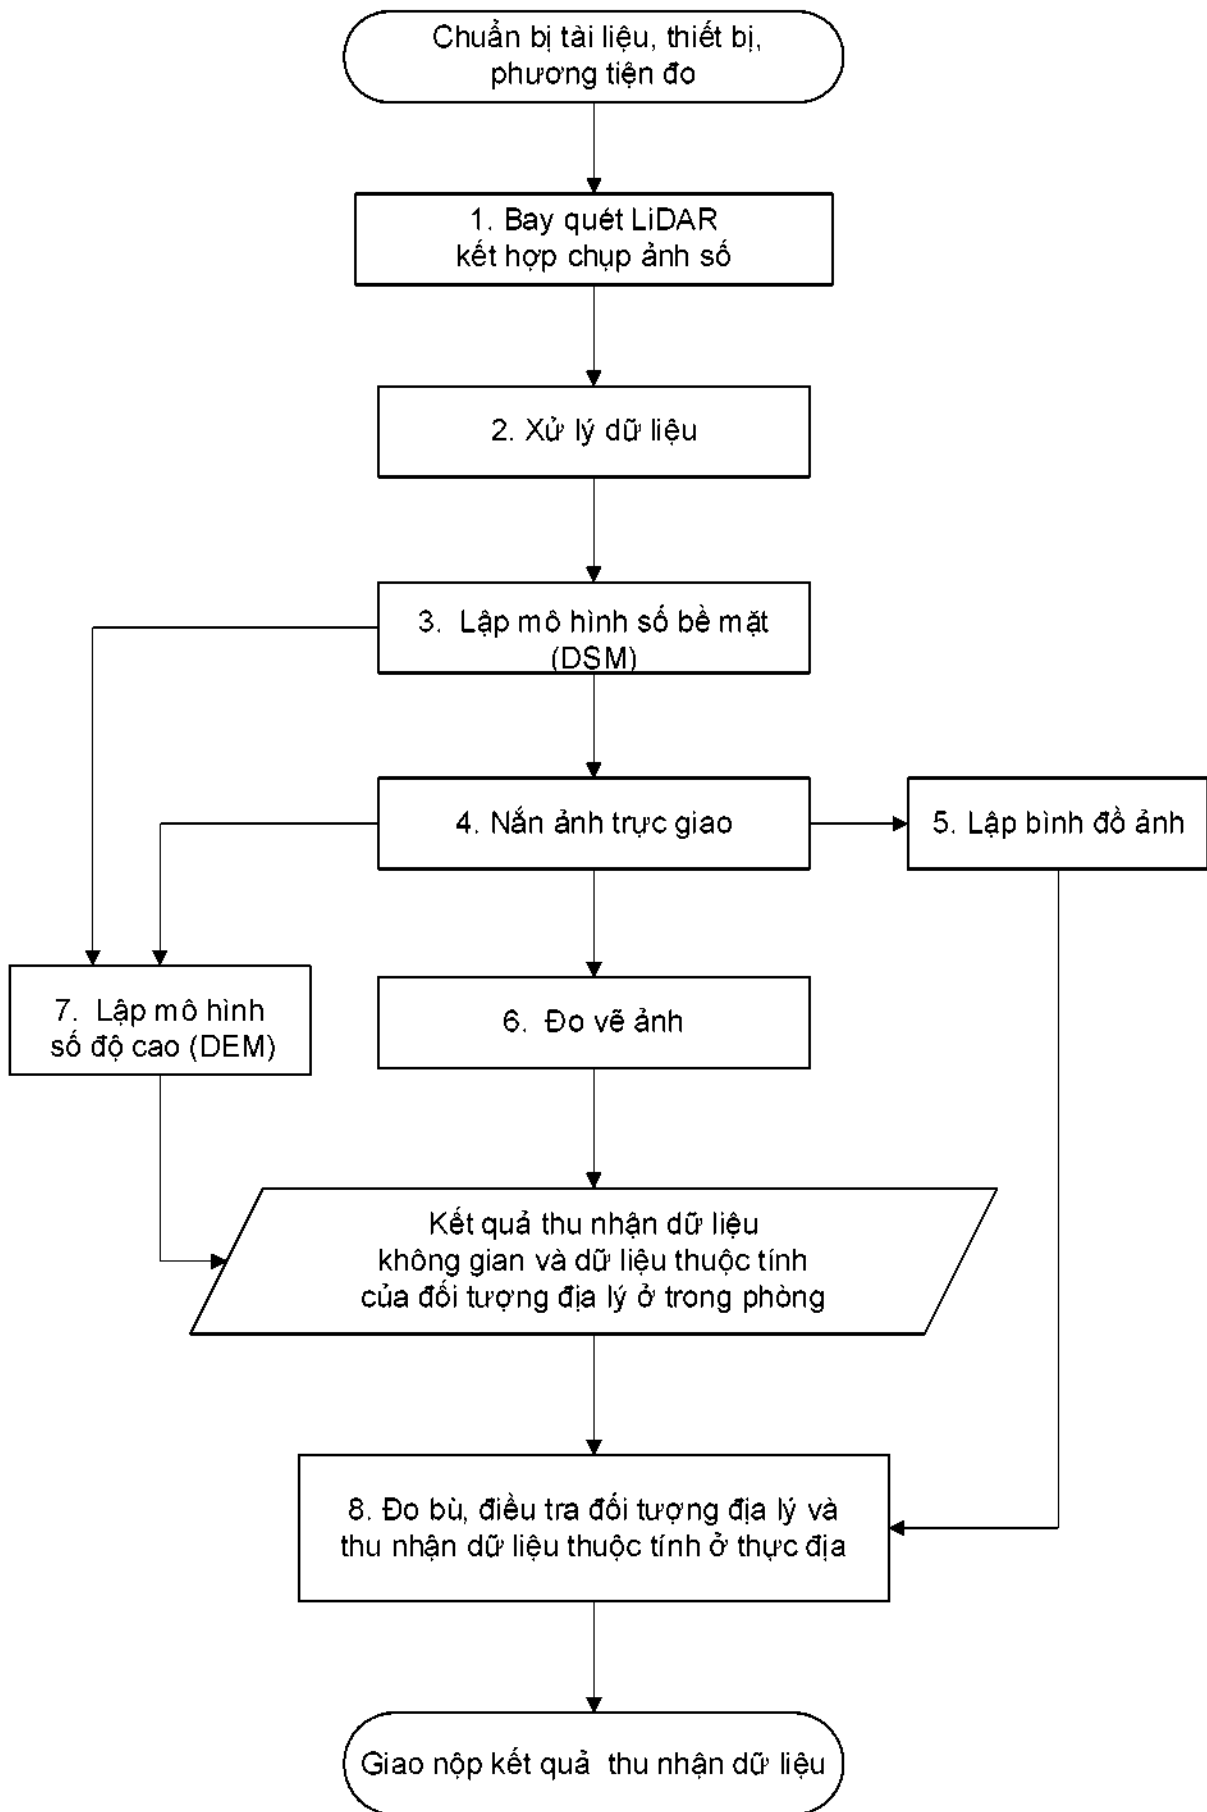 Chuẩn bị tài liệu, thiết bị,
phương tiện đo
1. Bay quét LiDAR
kết hợp chụp ảnh số
2. Xử lý dữ liệu
3. Lập mô hình số bề mặt
(DSM)
4. Nắn ảnh trực giao
5. Lập bình đồ ảnh
7. Lập mô hình
số độ cao (DEM)
6. Đo vẽ ảnh
Kết quả thu nhận dữ liệu
không gian và dữ liệu thuộc tính
của đối tượng địa lý ở trong phòng
8. Đo bù, điều tra đối tượng địa lý và
thu nhận dữ liệu thuộc tính ở thực địa
Giao nộp kết quả thu nhận dữ liệu